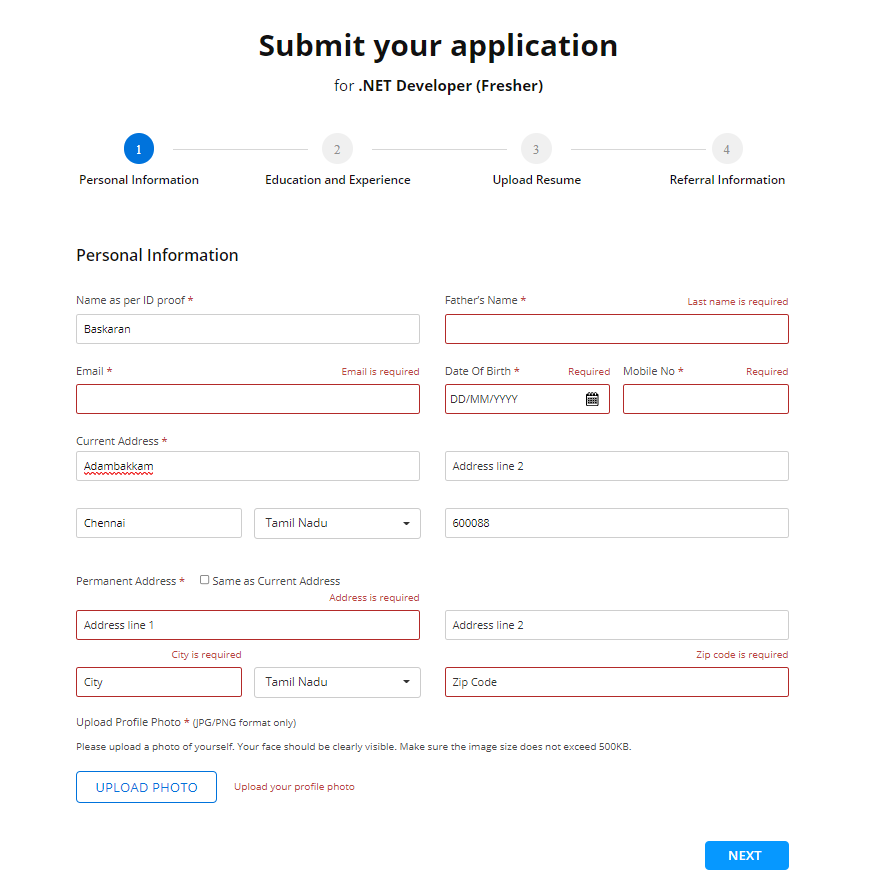 Submit your application
for .NET Developer (Fresher)
1 2 3 4
Personal Information Education and Experience Upload Resume Referral Information
Personal Information
Name as per ID proof * Father's Name * Last name is required
Baskaran
Email * Email is required Date Of Birth * Required Mobile No * Required
DD/MM/YYYY
Current Address *
Adambakkam Address line 2
Chennai Tamil Nadu 600088
Permanent Address * Same as Current Address
Address is required
Address line 1 Address line 2
City is required Zip code is required
City Tamil Nadu Zip Code
Upload Profile Photo * (JPG/PNG format only)
Please upload a photo of yourself. Your face should be clearly visible. Make sure the image size does not exceed 500KB.
UPLOAD PHOTO Upload your profile photo
NEXT